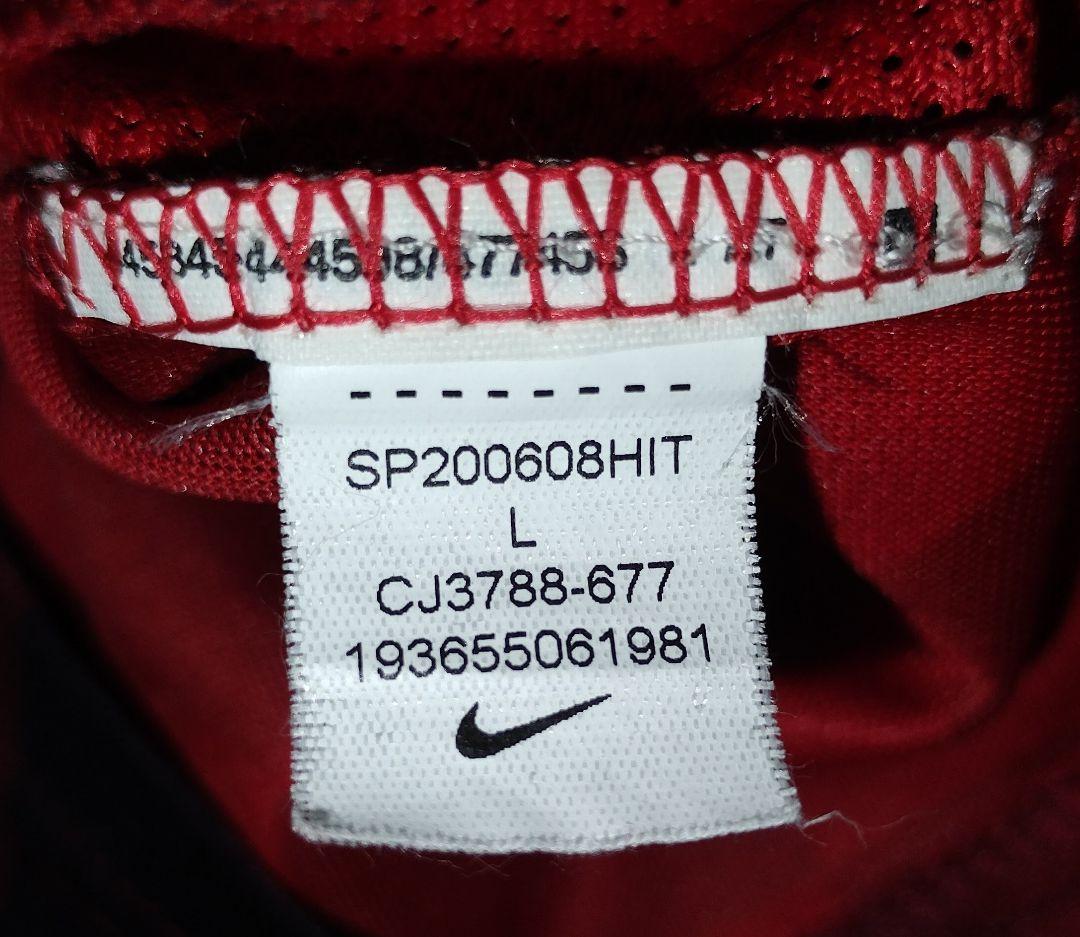 - - - - - - - -
SP200608HIT
L
CJ3788-677
193655061981